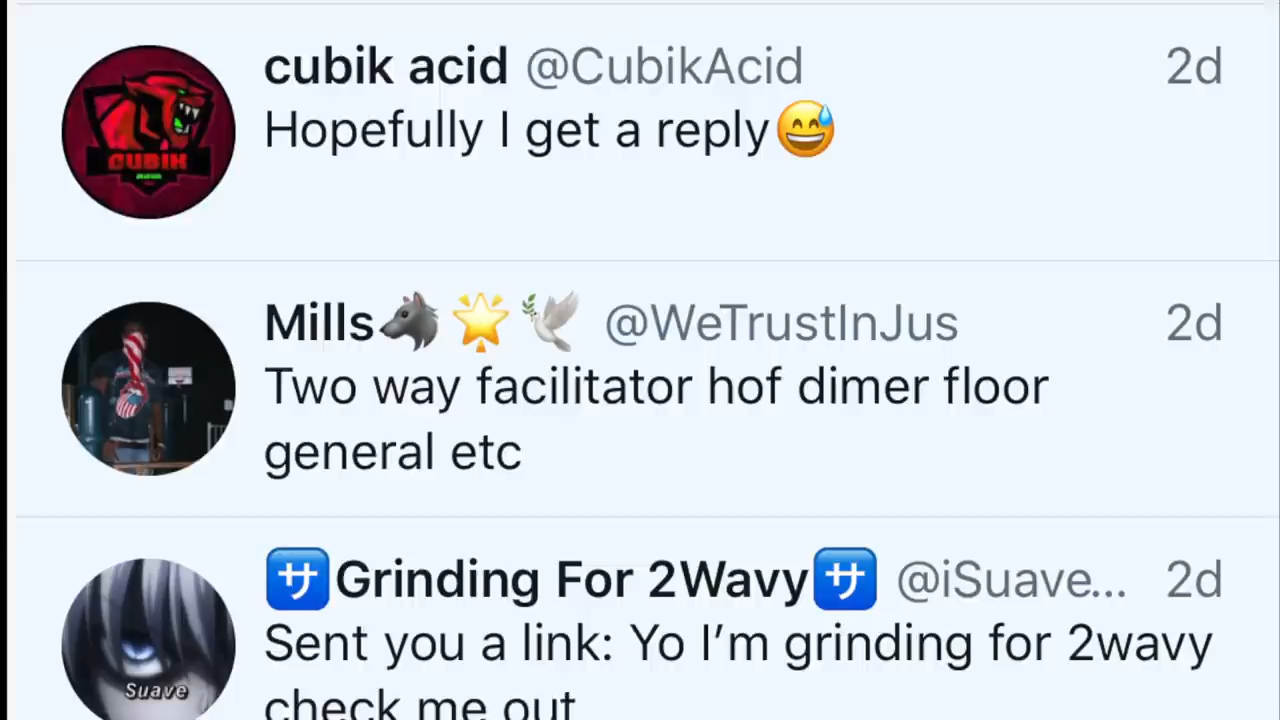 cubik acid @CubikAcid 2d
Hopefully I get a reply😅
CUBIK
Mills🐺 🌟 🕊️ @WeTrustInJus 2d
Two way facilitator hof dimer floor
general etc
🈂️Grinding For 2Wavy🈂️ @iSuave... 2d
Sent you a link: Yo I’m grinding for 2wavy
check me out
Suave